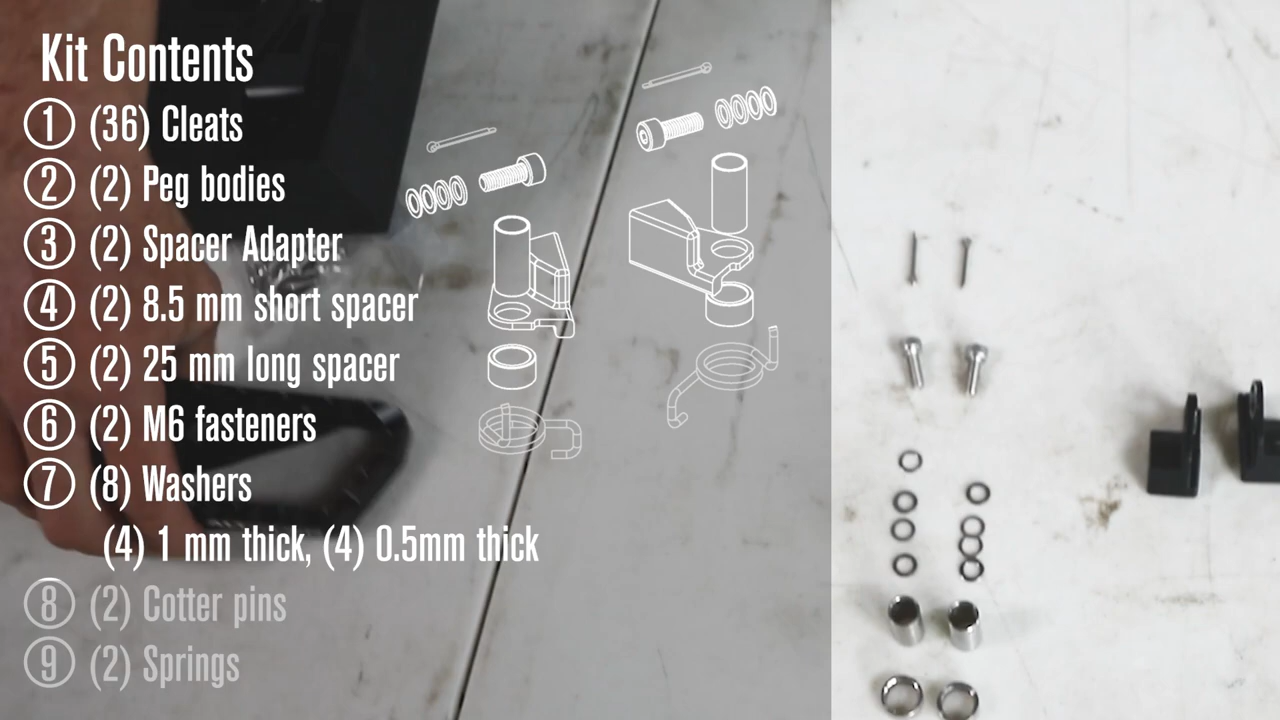 Kit Contents
1 (36) Cleats
2 (2) Peg bodies
3 (2) Spacer Adapter
4 (2) 8.5 mm short spacer
5 (2) 25 mm long spacer
6 (2) M6 fasteners
7 (8) Washers
(4) 1 mm thick, (4) 0.5mm thick
8 (2) Cotter pins
9 (2) Springs